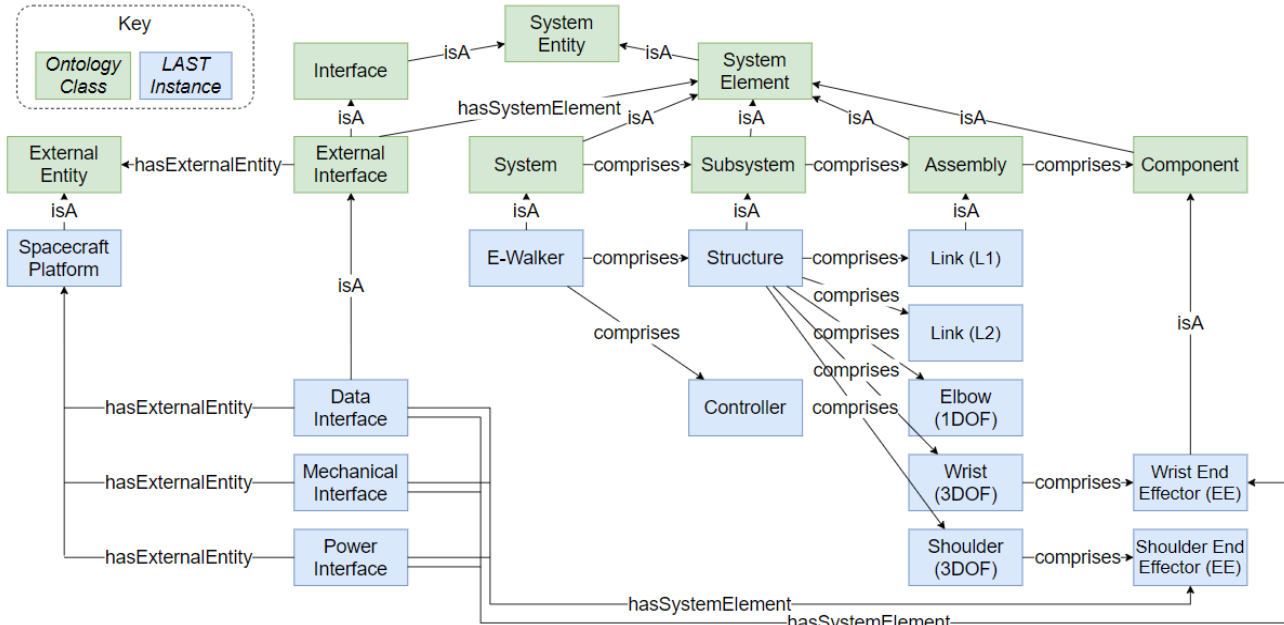 Key
Ontology
Class
LAST
Instance
System
Entity
isA
isA
Interface
System
Element
hasSystemElement
isA
isA
isA
isA
isA
External
Entity
hasExternalEntity
External
Interface
System
comprises
Subsystem
comprises
Assembly
comprises
Component
isA
isA
isA
isA
Spacecraft
Platform
E-Walker
comprises
Structure
comprises
Link (L1)
isA
comprises
comprises
comprises
Link (L2)
isA
comprises
hasExternalEntity
Data
Interface
Controller
comprises
Elbow
(1DOF)
hasExternalEntity
Mechanical
Interface
Wrist
(3DOF)
comprises
Wrist End
Effector (EE)
hasExternalEntity
Power
Interface
Shoulder
(3DOF)
comprises
Shoulder End
Effector (EE)
hasSystemElement
hasSystemElement